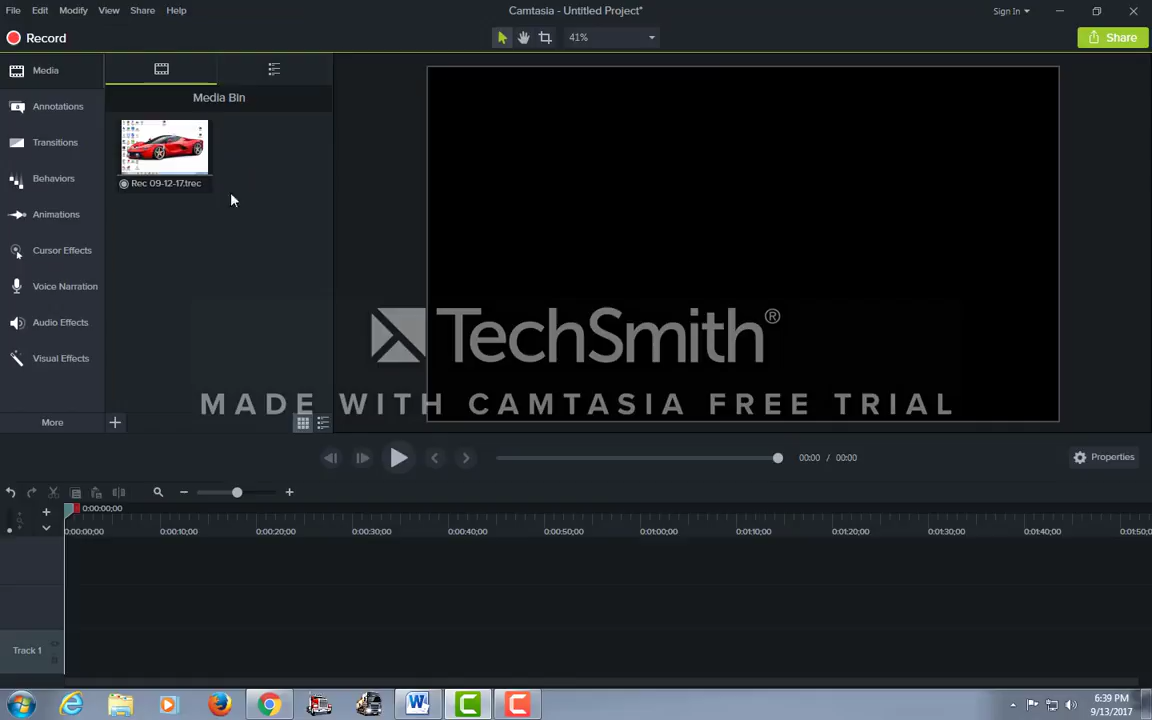 File Edit Modify View Share Help
Camtasia - Untitled Project*
Sign In
Record
41%
Share
Media
Annotations
Transitions
Behaviors
Animations
Cursor Effects
Voice Narration
Audio Effects
Visual Effects
More
Media Bin
Rec 09-12-17.trec
TechSmith®
MADE WITH CAMTASIA FREE TRIAL
00:00 / 00:00
Properties
0:00:00;00
0:00:00;00 0:00:10;00 0:00:20;00 0:00:30;00 0:00:40;00 0:00:50;00 0:01:00;00 0:01:10;00 0:01:20;00 0:01:30;00 0:01:40;00 0:01:50;0
Track 1
6:39 PM
9/13/2017